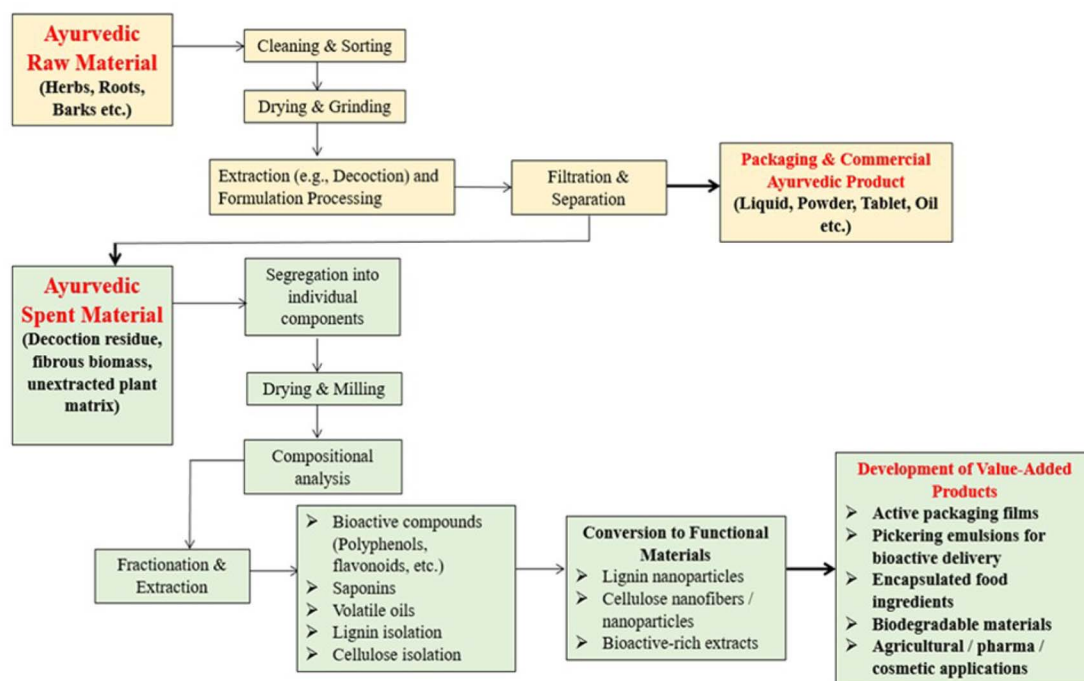 Ayurvedic
Raw Material
(Herbs, Roots,
Barks etc.)
Cleaning & Sorting
Drying & Grinding
Extraction (e.g., Decoction) and
Formulation Processing
Filtration &
Separation
Packaging & Commercial
Ayurvedic Product
(Liquid, Powder, Tablet, Oil
etc.)
Ayurvedic
Spent Material
(Decoction residue,
fibrous biomass,
unextracted plant
matrix)
Segregation into
individual
components
Drying & Milling
Compositional
analysis
Fractionation &
Extraction
➢ Bioactive compounds
(Polyphenols,
flavonoids, etc.)
➢ Saponins
➢ Volatile oils
➢ Lignin isolation
➢ Cellulose isolation
Conversion to Functional
Materials
➢ Lignin nanoparticles
➢ Cellulose nanofibers /
nanoparticles
➢ Bioactive-rich extracts
Development of Value-Added
Products
➢ Active packaging films
➢ Pickering emulsions for
bioactive delivery
➢ Encapsulated food
ingredients
➢ Biodegradable materials
➢ Agricultural / pharma /
cosmetic applications